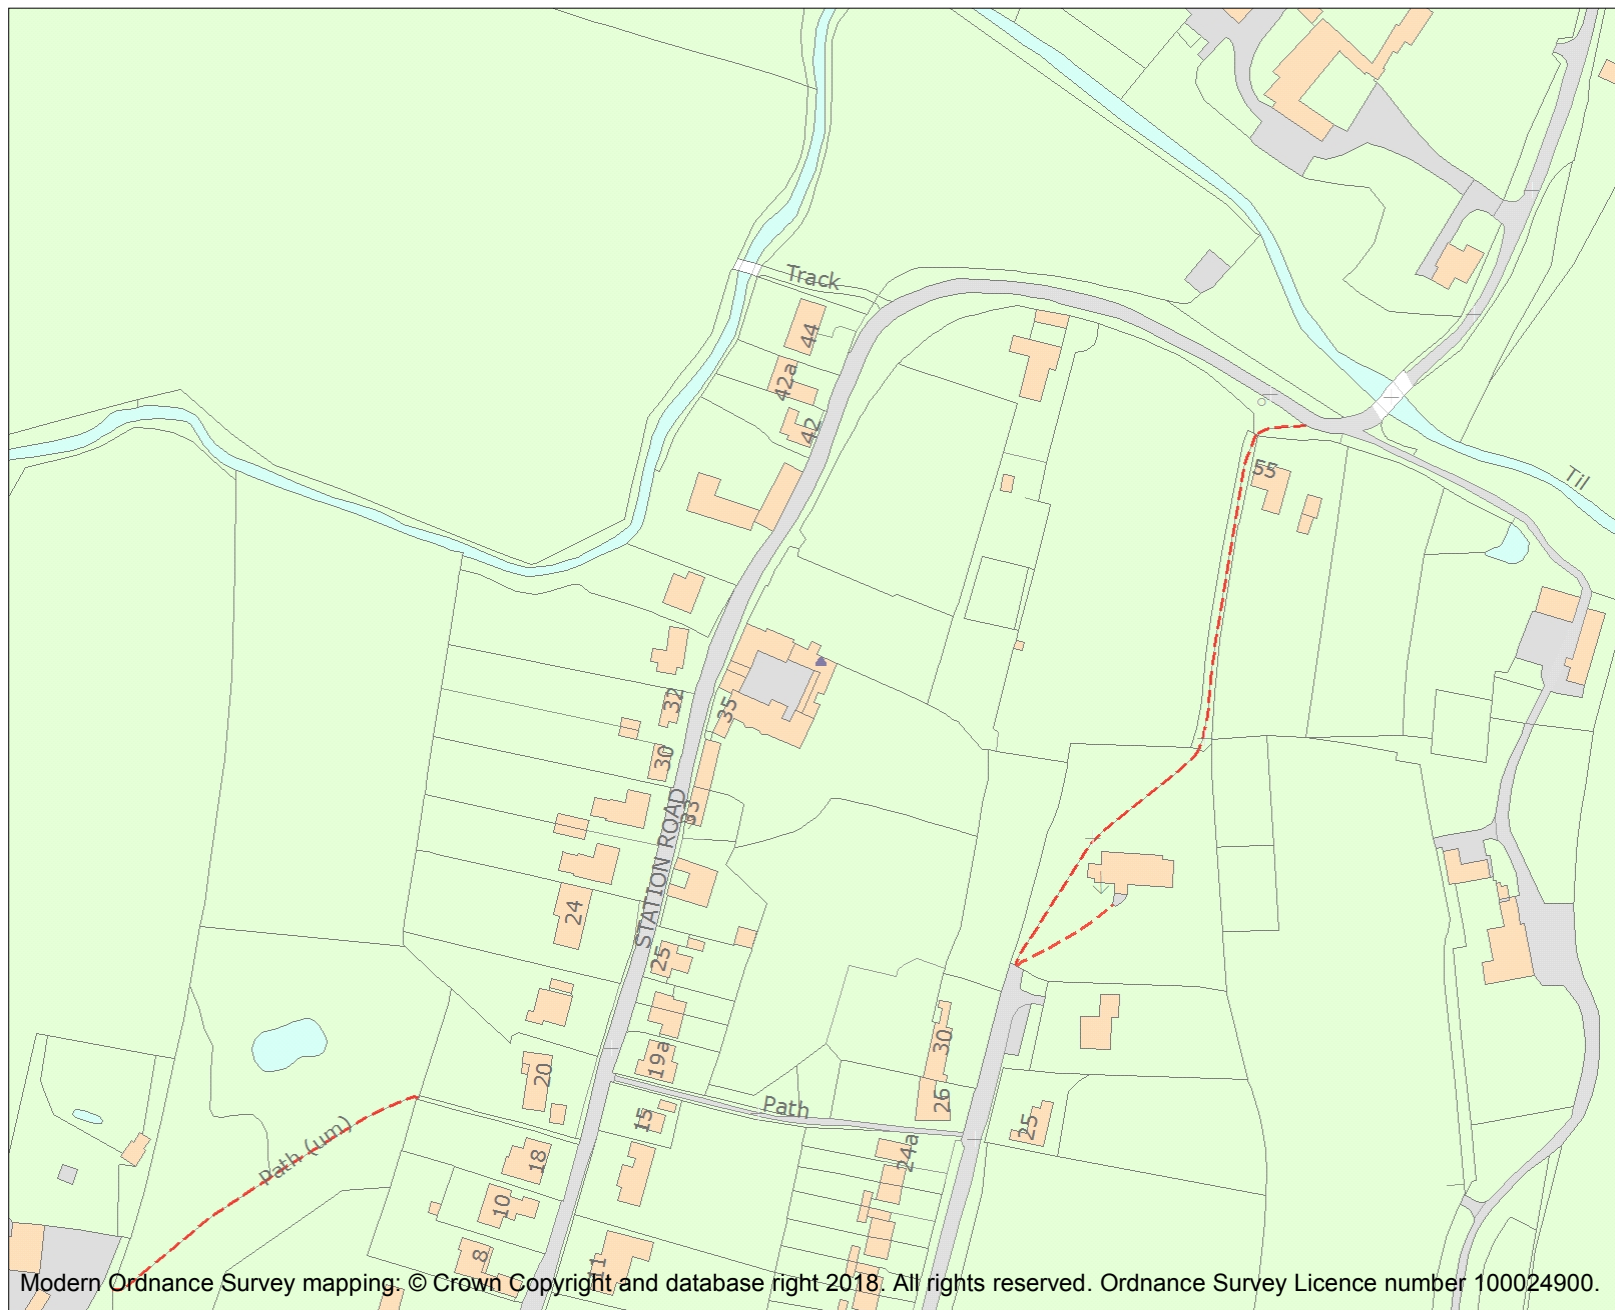 Track
44
42a
42
55
Til
32
35
30
33
STATION ROAD
24
25
30
19a
20
26
Path
15
25
Path (um)
18
24a
10
8
11
Modern Ordnance Survey mapping: © Crown Copyright and database right 2018. All rights reserved. Ordnance Survey Licence number 100024900.